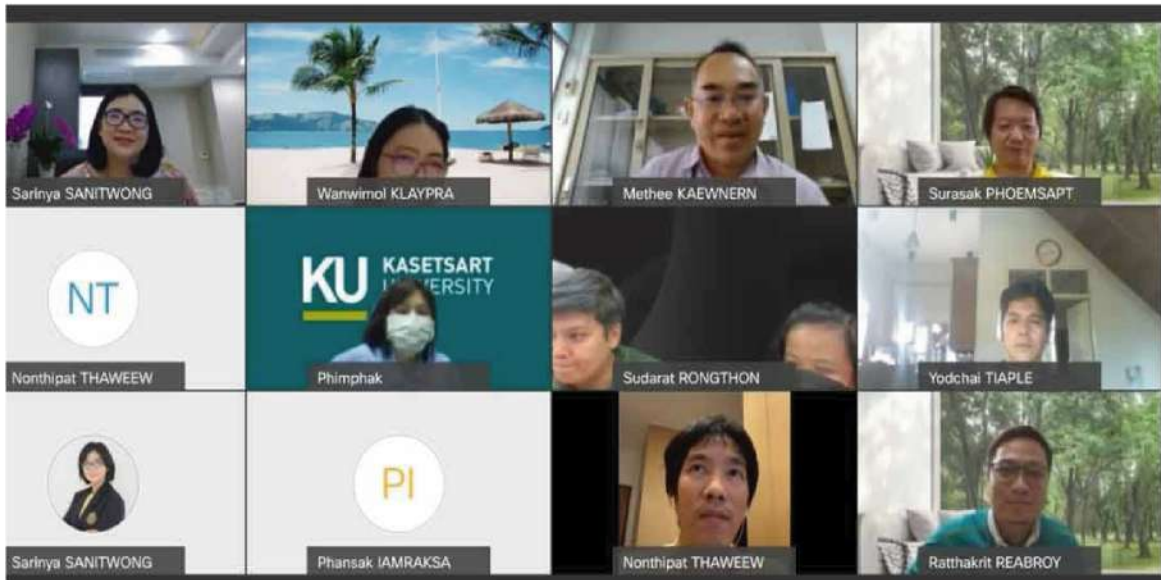 Sarinya SANITWONG
Wanwimol KLAYPRA
Methee KAEWNERN
Surasak PHOEMSAPT
NT
Nonthipat THAWEEW
KU KASETSART
UNIVERSITY
Phimphak
Sudarat RONGTHON
Yodchai TIAPLE
Sarinya SANITWONG
PI
Phansak IAMRAKSA
Nonthipat THAWEEW
Ratthakrit REABROY